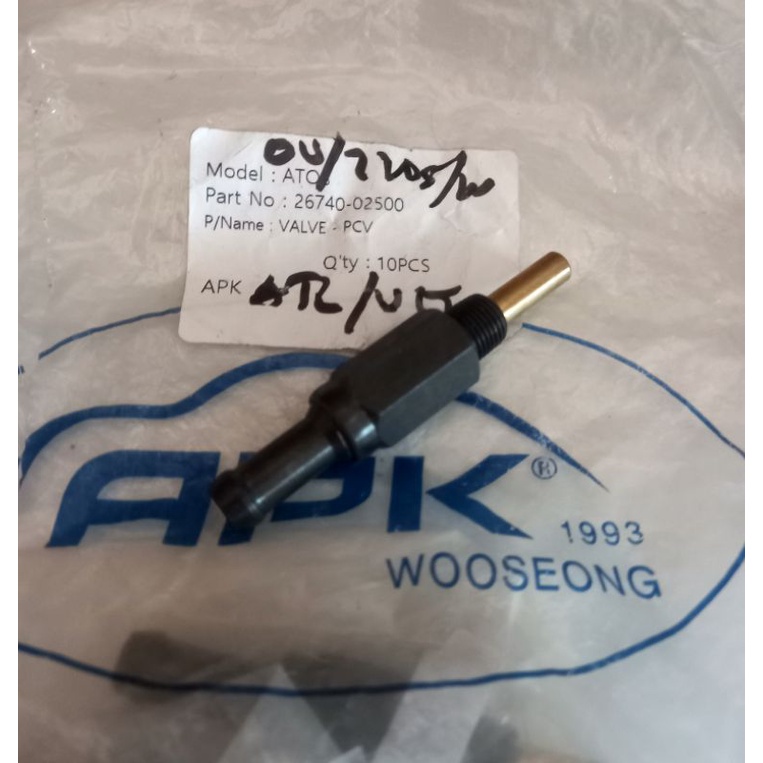 Model : ATOS
Part No : 26740-02500
P/Name : VALVE - PCV
Q'ty : 10PCS
APK
APK®
1993
WOOSEONG